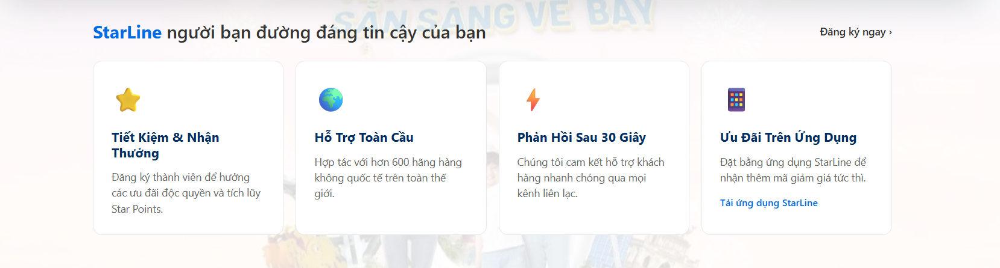 SẴN SÀNG VỀ BAY
StarLine người bạn đường đáng tin cậy của bạn
Đăng ký ngay ›
Tiết Kiệm & Nhận
Thưởng
Đăng ký thành viên để hưởng
các ưu đãi độc quyền và tích lũy
Star Points.
Hỗ Trợ Toàn Cầu
Hợp tác với hơn 600 hãng hàng
không quốc tế trên toàn thế
giới.
Phản Hồi Sau 30 Giây
Chúng tôi cam kết hỗ trợ khách
hàng nhanh chóng qua mọi
kênh liên lạc.
Ưu Đãi Trên Ứng Dụng
Đặt bằng ứng dụng StarLine để
nhận thêm mã giảm giá tức thì.
Tải ứng dụng StarLine